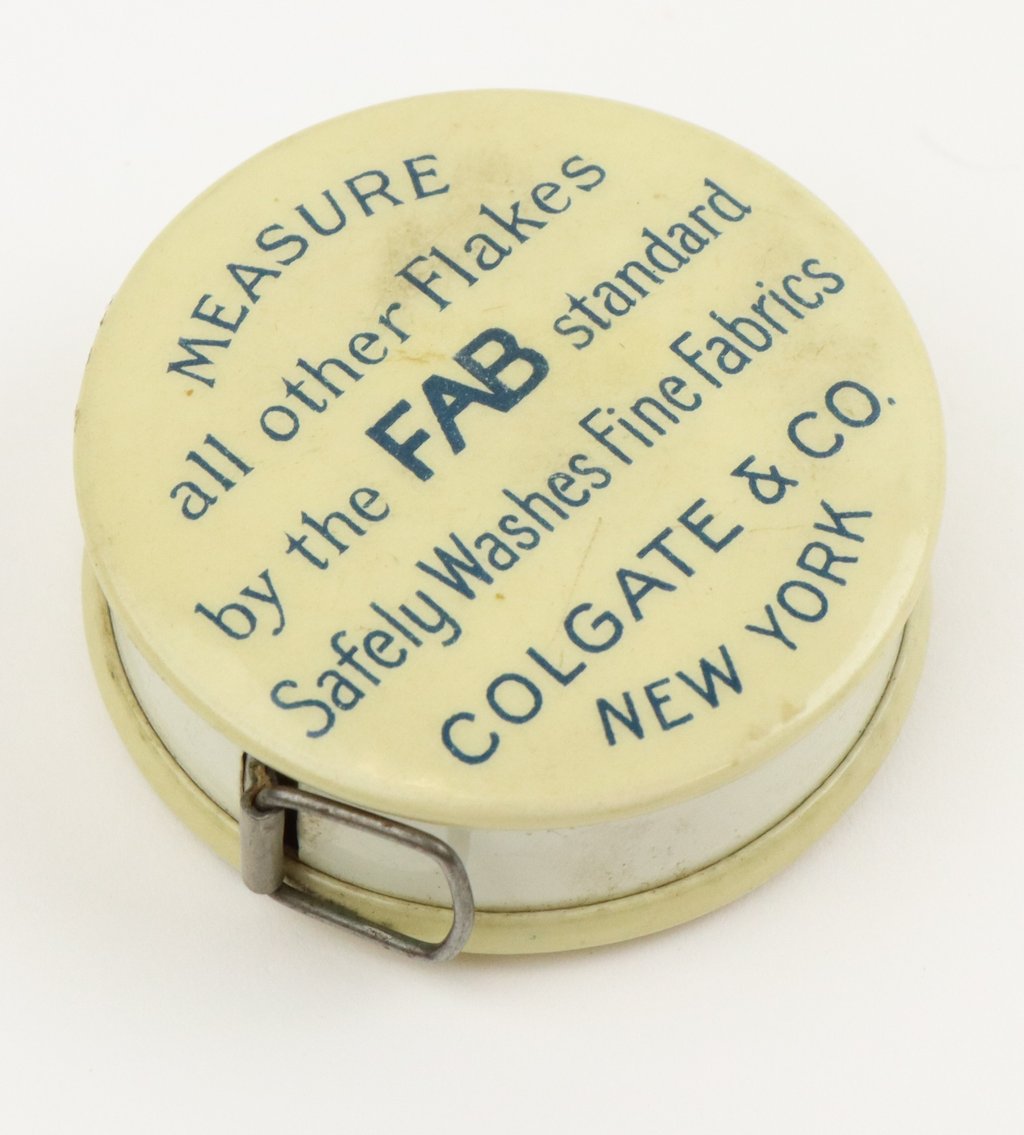 MEASURE
all other Flakes
by the FAB standard
Safely Washes Fine Fabrics
COLGATE & CO.
NEW YORK